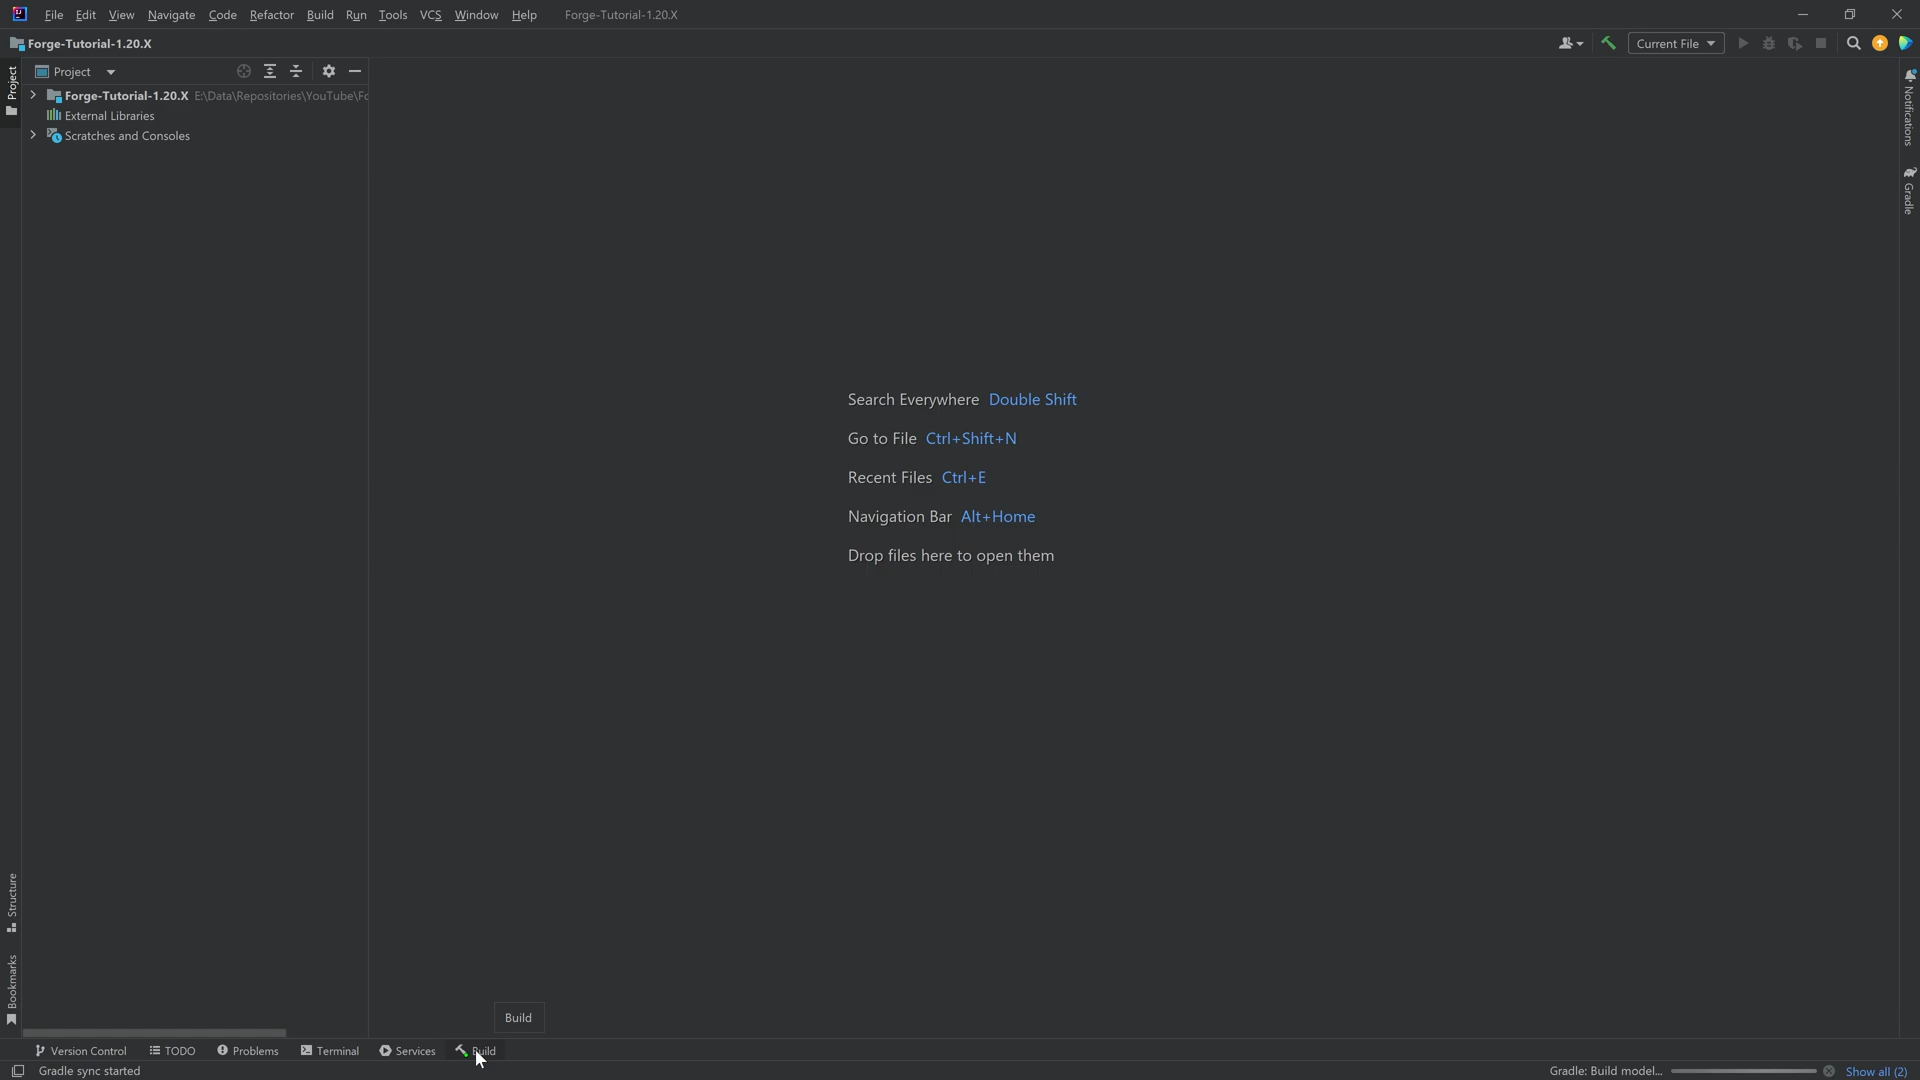 File Edit View Navigate Code Refactor Build Run Tools VCS Window Help Forge-Tutorial-1.20.X
Forge-Tutorial-1.20.X
Current File
Project
Project
Forge-Tutorial-1.20.X E:\Data\Repositories\YouTube\Fo
External Libraries
Scratches and Consoles
Notifications
Gradle
Search Everywhere Double Shift
Go to File Ctrl+Shift+N
Recent Files Ctrl+E
Navigation Bar Alt+Home
Drop files here to open them
Structure
Bookmarks
Build
Version Control TODO Problems Terminal Services Build
Gradle sync started
Gradle: Build model... Show all (2)